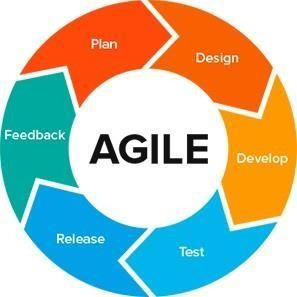 Plan
Design
Develop
Test
Release
Feedback
AGILE